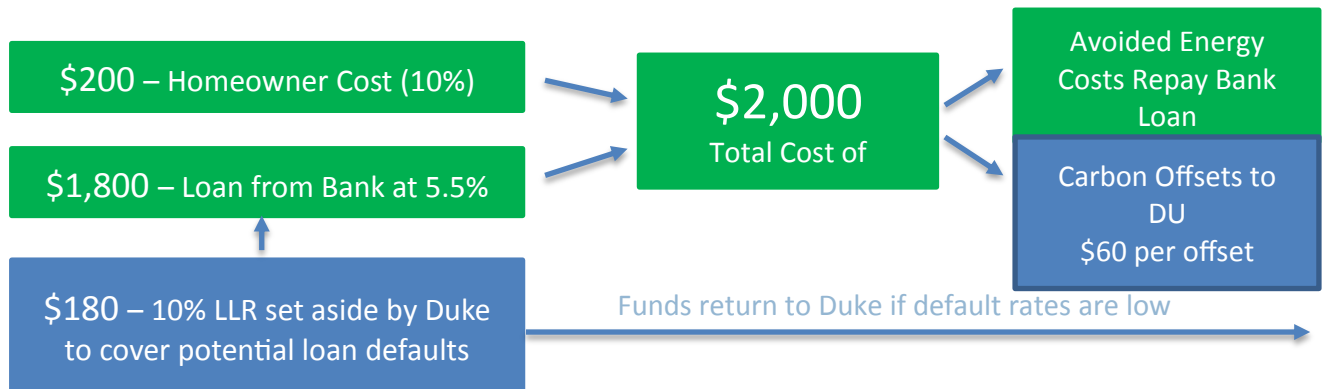 $200 – Homeowner Cost (10%)
$1,800 – Loan from Bank at 5.5%
$180 – 10% LLR set aside by Duke
to cover potential loan defaults
$2,000
Total Cost of
Avoided Energy
Costs Repay Bank
Loan
Carbon Offsets to
DU
$60 per offset
Funds return to Duke if default rates are low